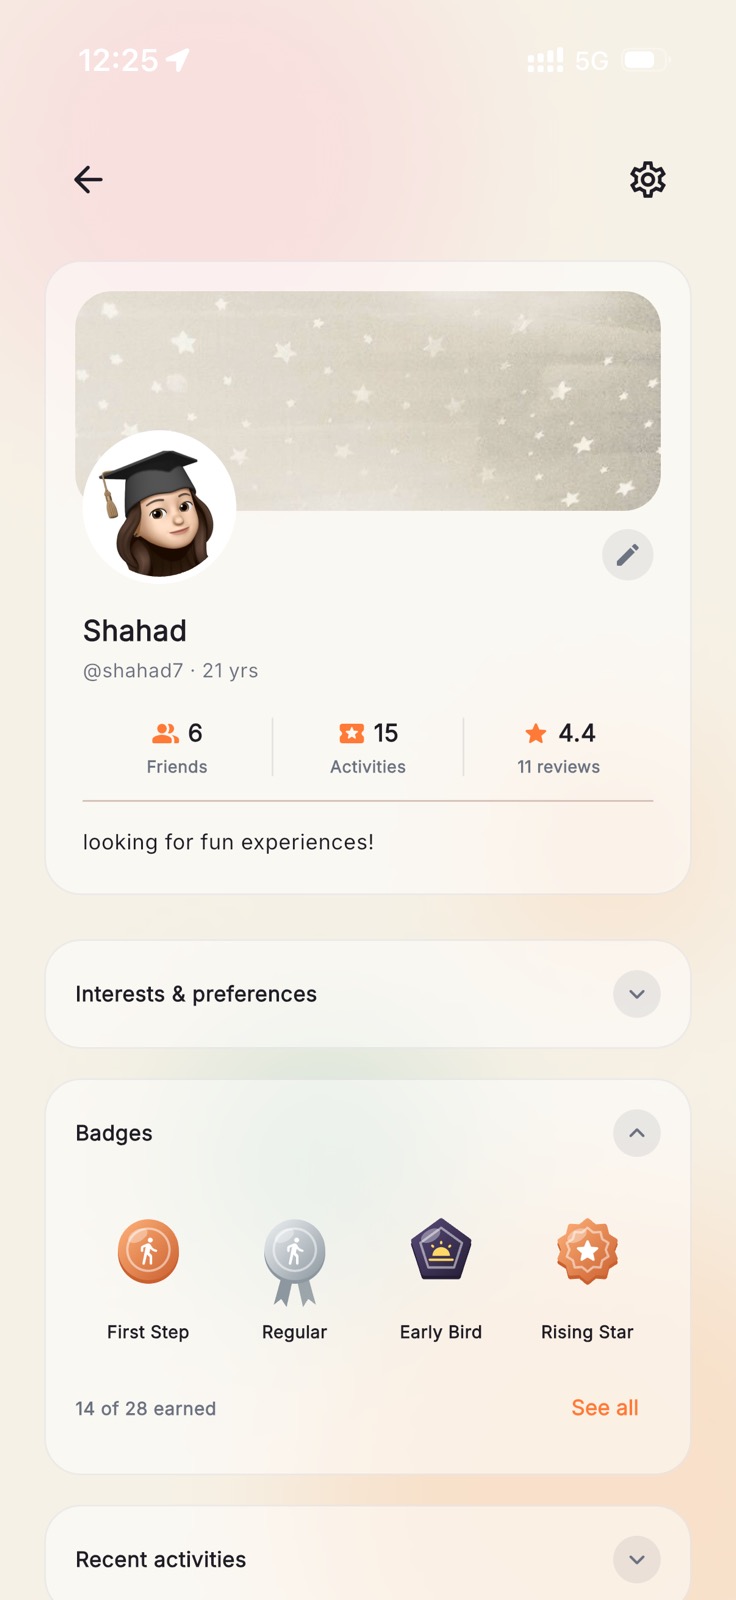 12:25 5G
Shahad
@shahad7 · 21 yrs
6 15 4.4
Friends Activities 11 reviews
looking for fun experiences!
Interests & preferences
Badges
First Step Regular Early Bird Rising Star
14 of 28 earned See all
Recent activities